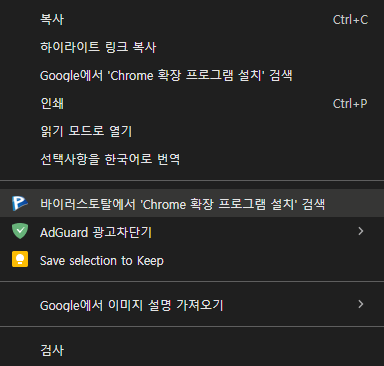 복사 Ctrl+C
하이라이트 링크 복사
Google에서 'Chrome 확장 프로그램 설치' 검색
인쇄 Ctrl+P
읽기 모드로 열기
선택사항을 한국어로 번역
바이러스토탈에서 'Chrome 확장 프로그램 설치' 검색
AdGuard 광고차단기
Save selection to Keep
Google에서 이미지 설명 가져오기
검사